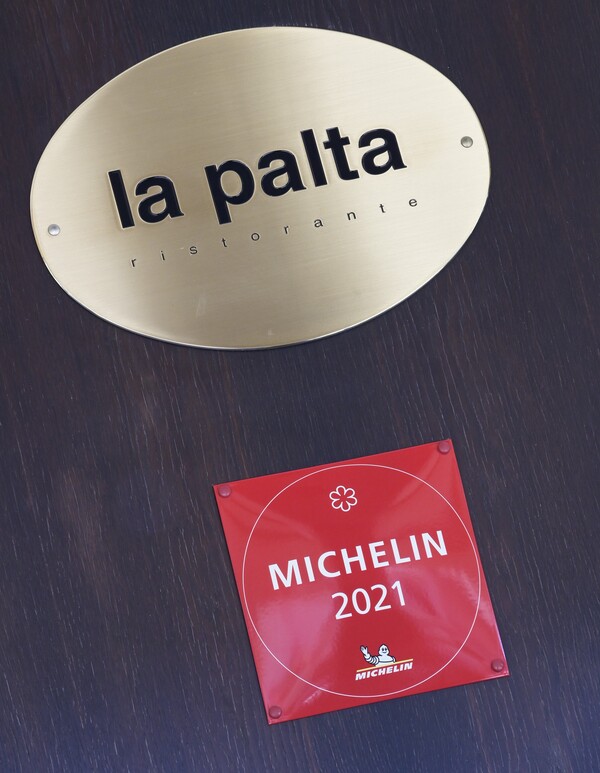 la palta
ristorante
MICHELIN
2021
MICHELIN